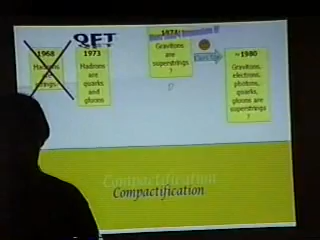 QFT
1968
Hadrons
strings
1973
Hadrons
are
quarks
and
gluons
1974
Gravitons
are
superstrings
?
~ 1980
Gravitons,
electrons,
photons,
quarks,
gluons are
superstrings
?
Compactification
Compactification